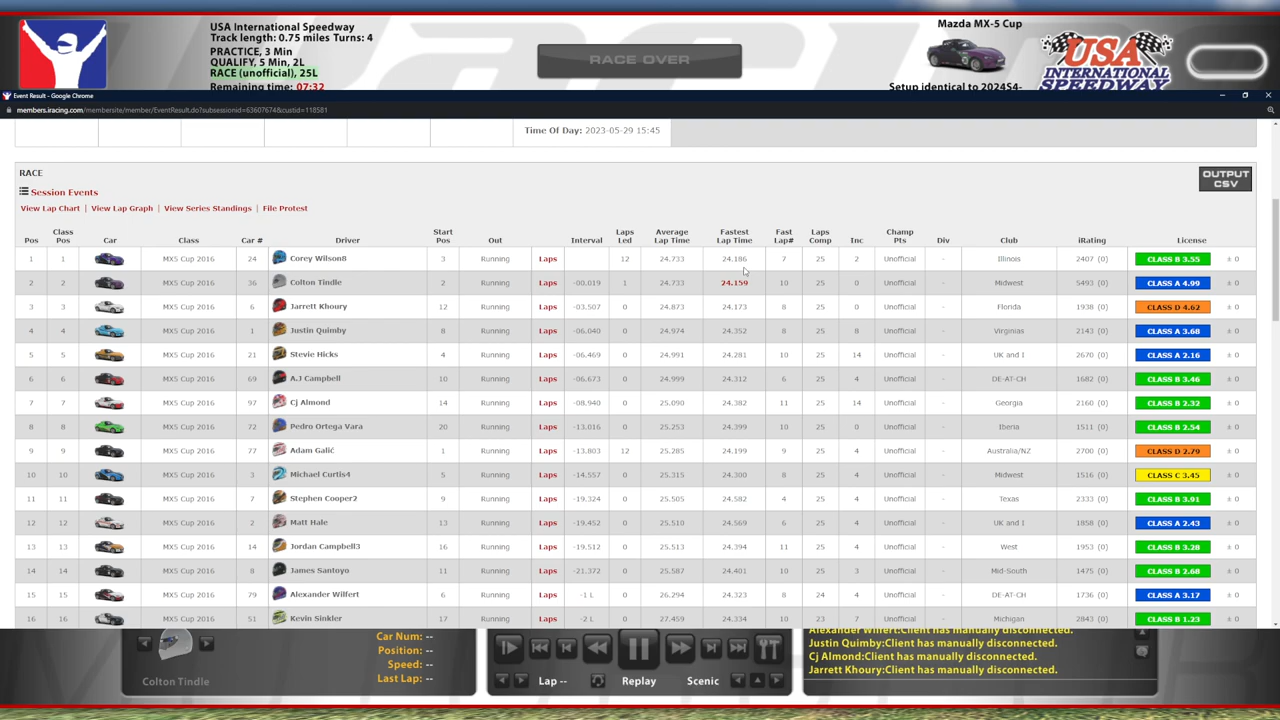 USA International Speedway
Track length: 0.75 miles Turns: 4
PRACTICE, 3 Min
QUALIFY, 5 Min, 2L
RACE (unofficial), 25L
Remaining time: 07:32
RACE OVER
Mazda MX-5 Cup
USA
INTERNATIONAL
SPEEDWAY
Setup identical to 2024S4-
Event Result - Google Chrome
members.iracing.com/membersite/member/EventResult.do?subsessionid=63607674&custid=118581
Time Of Day: 2023-05-29 15:45
RACE
OUTPUT CSV
Session Events
View Lap Chart | View Lap Graph | View Series Standings | File Protest
Pos Class Pos Car Class Car # Driver Start Pos Out Interval Laps Led Average Lap Time Fastest Lap Time Fast Lap# Laps Comp Inc Champ Pts Div Club iRating License
1 1 MX5 Cup 2016 24 Corey Wilson8 3 Running Laps 12 24.733 24.186 7 25 2 Unofficial - Illinois 2407 (0) CLASS B 3.55 ± 0
2 2 MX5 Cup 2016 36 Colton Tindle 2 Running Laps -00.019 1 24.733 24.159 10 25 0 Unofficial - Midwest 5493 (0) CLASS A 4.99 ± 0
3 3 MX5 Cup 2016 6 Jarrett Khoury 12 Running Laps -03.507 0 24.873 24.173 8 25 0 Unofficial - Florida 1938 (0) CLASS D 4.62 ± 0
4 4 MX5 Cup 2016 1 Justin Quimby 8 Running Laps -06.040 0 24.974 24.352 8 25 8 Unofficial - Virginias 2143 (0) CLASS A 3.68 ± 0
5 5 MX5 Cup 2016 21 Stevie Hicks 4 Running Laps -06.469 0 24.991 24.281 10 25 14 Unofficial - UK and I 2670 (0) CLASS A 2.16 ± 0
6 6 MX5 Cup 2016 69 A.J Campbell 10 Running Laps -06.673 0 24.999 24.312 6 25 4 Unofficial - DE-AT-CH 1682 (0) CLASS B 3.46 ± 0
7 7 MX5 Cup 2016 97 Cj Almond 14 Running Laps -08.940 0 25.090 24.382 11 25 14 Unofficial - Georgia 2160 (0) CLASS B 2.32 ± 0
8 8 MX5 Cup 2016 72 Pedro Ortega Vara 20 Running Laps -13.016 0 25.253 24.399 10 25 0 Unofficial - Iberia 1511 (0) CLASS B 2.54 ± 0
9 9 MX5 Cup 2016 77 Adam Galić 1 Running Laps -13.803 12 25.285 24.199 9 25 4 Unofficial - Australia/NZ 2700 (0) CLASS D 2.79 ± 0
10 10 MX5 Cup 2016 3 Michael Curtis4 5 Running Laps -14.557 0 25.315 24.300 8 25 4 Unofficial - Midwest 1516 (0) CLASS C 3.45 ± 0
11 11 MX5 Cup 2016 7 Stephen Cooper2 9 Running Laps -19.324 0 25.505 24.582 4 25 4 Unofficial - Texas 2333 (0) CLASS B 3.91 ± 0
12 12 MX5 Cup 2016 2 Matt Hale 13 Running Laps -19.452 0 25.510 24.569 6 25 4 Unofficial - UK and I 1858 (0) CLASS A 2.43 ± 0
13 13 MX5 Cup 2016 14 Jordan Campbell3 16 Running Laps -19.512 0 25.513 24.394 11 25 4 Unofficial - West 1953 (0) CLASS B 3.28 ± 0
14 14 MX5 Cup 2016 8 James Santoyo 11 Running Laps -21.372 0 25.587 24.484 10 25 3 Unofficial - Mid-South 1475 (0) CLASS B 2.68 ± 0
15 15 MX5 Cup 2016 79 Alexander Wilfert 6 Running Laps -1 L 0 26.294 24.323 8 24 4 Unofficial - DE-AT-CH 1736 (0) CLASS A 3.17 ± 0
16 16 MX5 Cup 2016 51 Kevin Sinkler 17 Running Laps -2 L 0 27.459 24.334 10 23 7 Unofficial - Michigan 2843 (0) CLASS B 1.23 ± 0
Car Num: --
Position: --
Speed: --
Last Lap: --
Colton Tindle
Lap -- Replay Scenic
Alexander Wilfert:Client has manually disconnected.
Justin Quimby:Client has manually disconnected.
Cj Almond:Client has manually disconnected.
Jarrett Khoury:Client has manually disconnected.